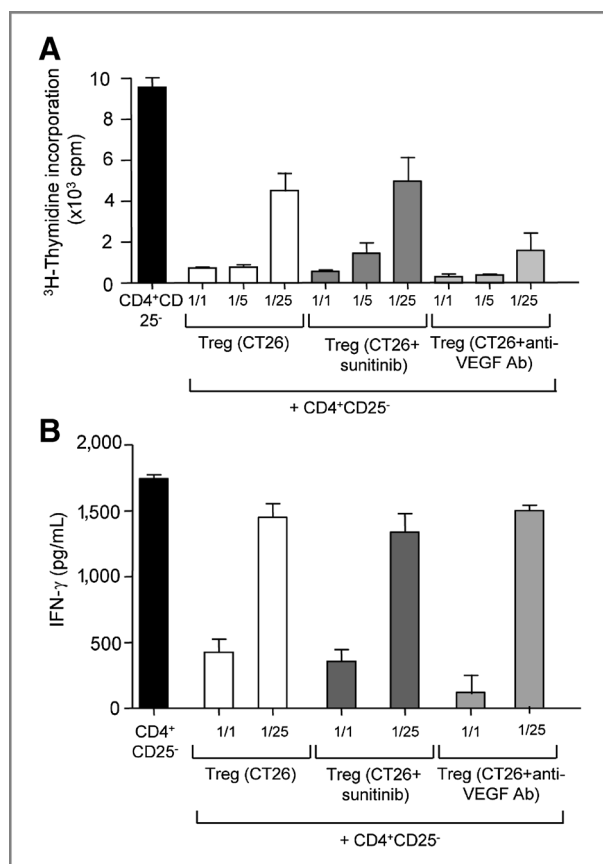 A
³H-Thymidine incorporation
(x10³ cpm)
10
8
6
4
2
0
CD4⁺CD
25⁻
1/1 1/5 1/25 1/1 1/5 1/25 1/1 1/5 1/25
Treg (CT26) Treg (CT26+ Treg (CT26+anti-
sunitinib) VEGF Ab)
+ CD4⁺CD25⁻
B
IFN-γ (pg/mL)
2,000
1,500
1,000
500
0
CD4⁺
CD25⁻
1/1 1/25 1/1 1/25 1/1 1/25
Treg (CT26) Treg (CT26+ Treg (CT26+anti-
sunitinib) VEGF Ab)
+ CD4⁺CD25⁻